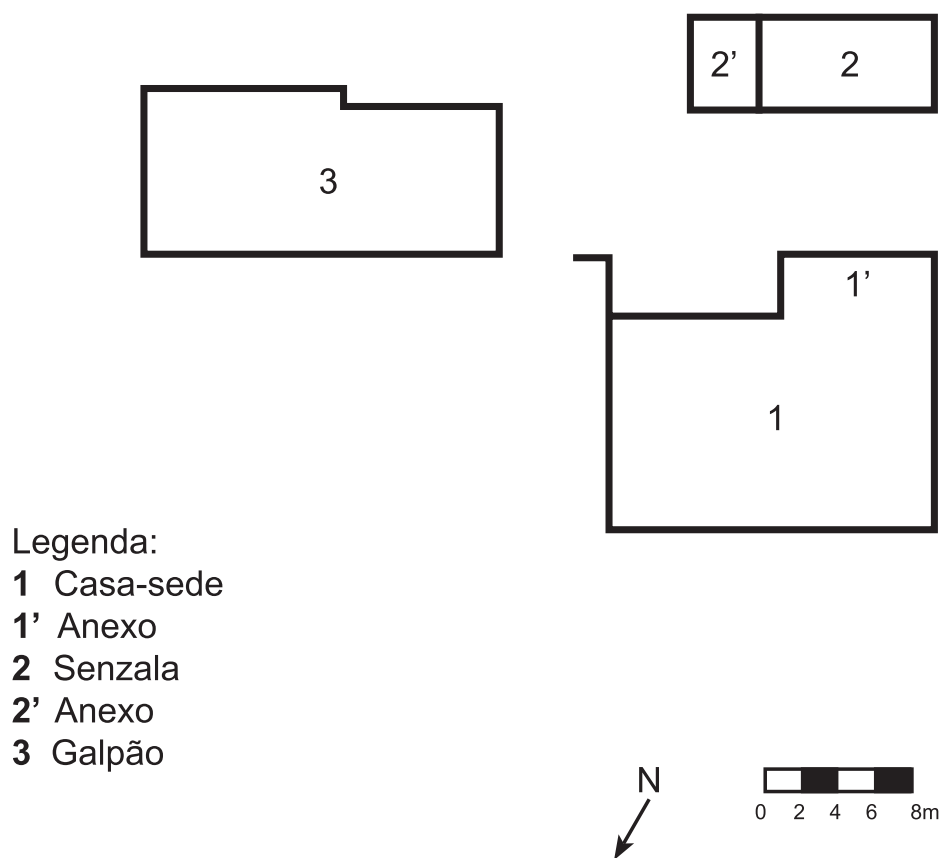 2’ 2
3
1’
1
Legenda:
1 Casa-sede
1’ Anexo
2 Senzala
2’ Anexo
3 Galpão
N
0 2 4 6 8m